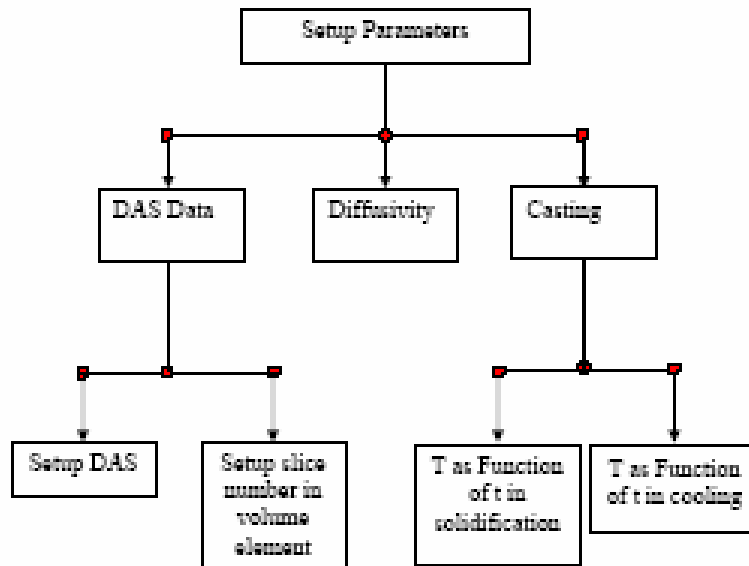 Setup Parameters
DAS Data
Diffusivity
Casting
Setup DAS
Setup slice
number in
volume
element
T as Function
of t in
solidification
T as Function
of t in cooling